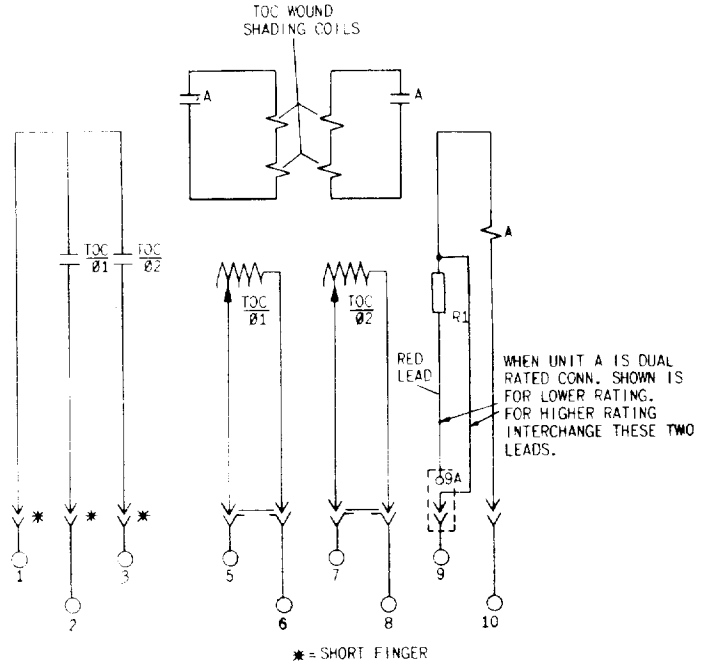 TOC WOUND
SHADING COILS
A
A
TOC
Ø1
TOC
Ø2
A
TOC
Ø1
TOC
Ø2
R1
RED
LEAD
WHEN UNIT A IS DUAL
RATED CONN. SHOWN IS
FOR LOWER RATING.
FOR HIGHER RATING
INTERCHANGE THESE TWO
LEADS.
9A
✷ ✷ ✷
1 3 5 7 9
2 6 8 10
✷ = SHORT FINGER